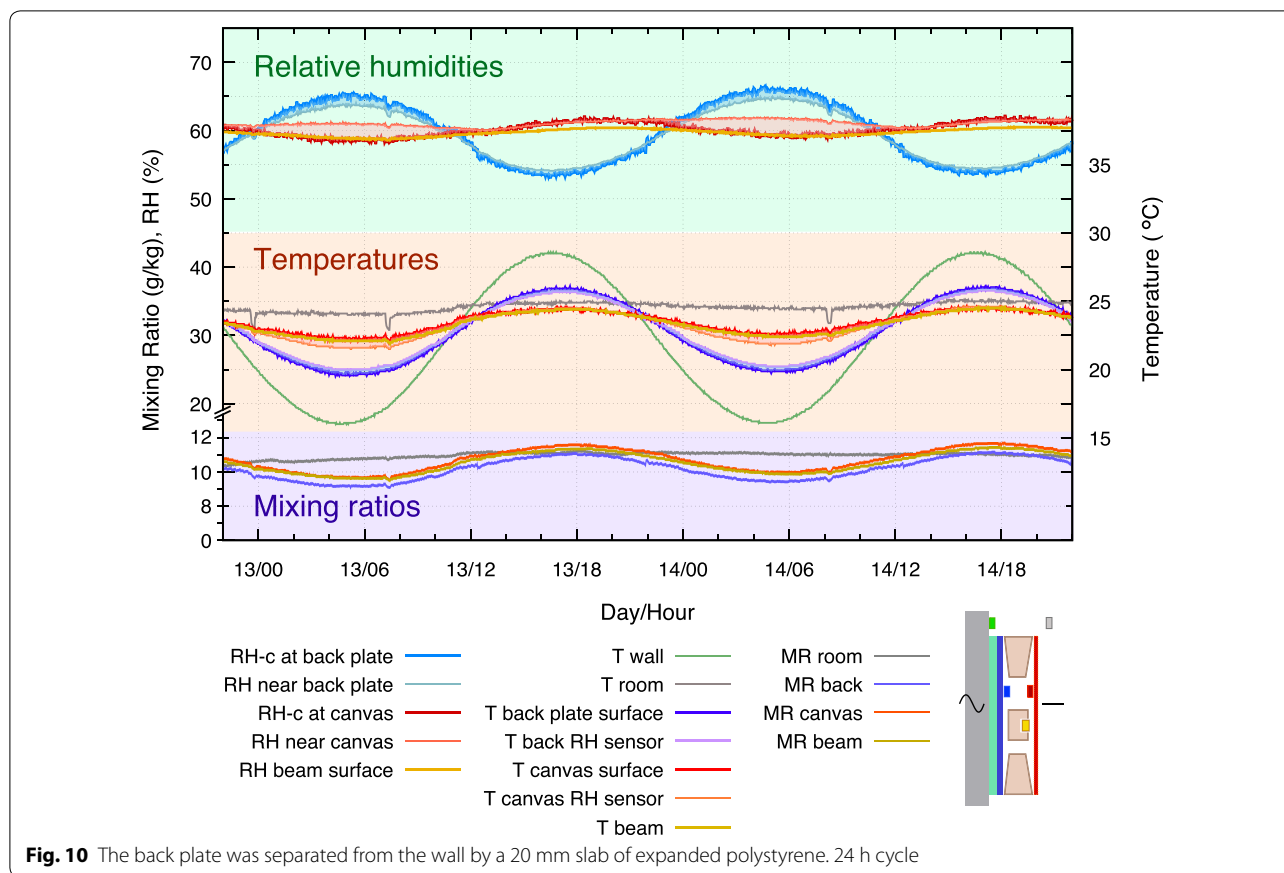 Relative humidities
Temperatures
Mixing ratios
Mixing Ratio (g/kg), RH (%)
70
60
50
40
30
20
12
10
8
0
35
30
25
20
15
Temperature ( ºC)
13/00 13/06 13/12 13/18 14/00 14/06 14/12 14/18
Day/Hour
RH-c at back plate
RH near back plate
RH-c at canvas
RH near canvas
RH beam surface
T wall
T room
T back plate surface
T back RH sensor
T canvas surface
T canvas RH sensor
T beam
MR room
MR back
MR canvas
MR beam
Fig. 10 The back plate was separated from the wall by a 20 mm slab of expanded polystyrene. 24 h cycle